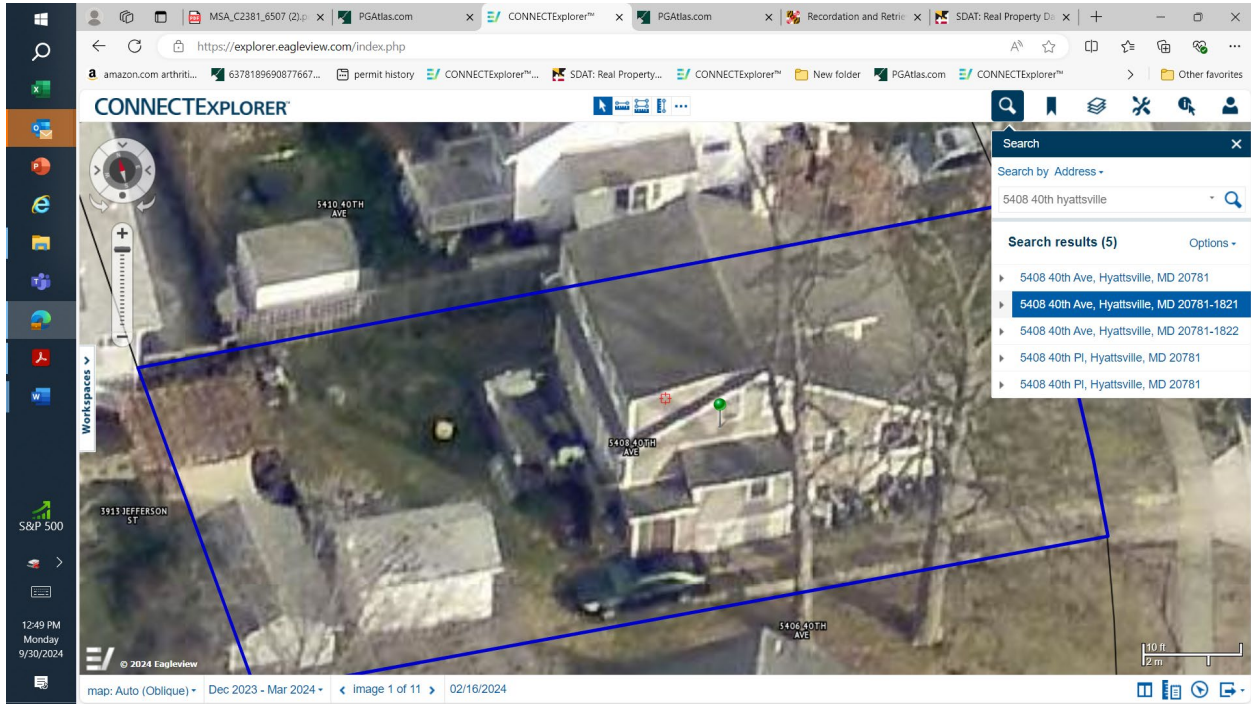 MSA_C2381_6507 (2).p
PGAtlas.com
CONNECTExplorer™
PGAtlas.com
Recordation and Retrie
SDAT: Real Property Da
https://explorer.eagleview.com/index.php
amazon.com arthriti...
6378189690877667...
permit history
CONNECTExplorer™...
SDAT: Real Property...
CONNECTExplorer™
New folder
PGAtlas.com
CONNECTExplorer™
Other favorites
CONNECTEXPLORER™
Search
Search by Address
5408 40th hyattsville
Search results (5)
Options
5408 40th Ave, Hyattsville, MD 20781
5408 40th Ave, Hyattsville, MD 20781-1821
5408 40th Ave, Hyattsville, MD 20781-1822
5408 40th Pl, Hyattsville, MD 20781
5408 40th Pl, Hyattsville, MD 20781
5410 40TH
AVE
Workspaces
5408 40TH
AVE
3913 JEFFERSON
ST
5406 40TH
AVE
10 ft
2 m
© 2024 Eagleview
map: Auto (Oblique)
Dec 2023 - Mar 2024
image 1 of 11
02/16/2024
S&P 500
12:49 PM
Monday
9/30/2024